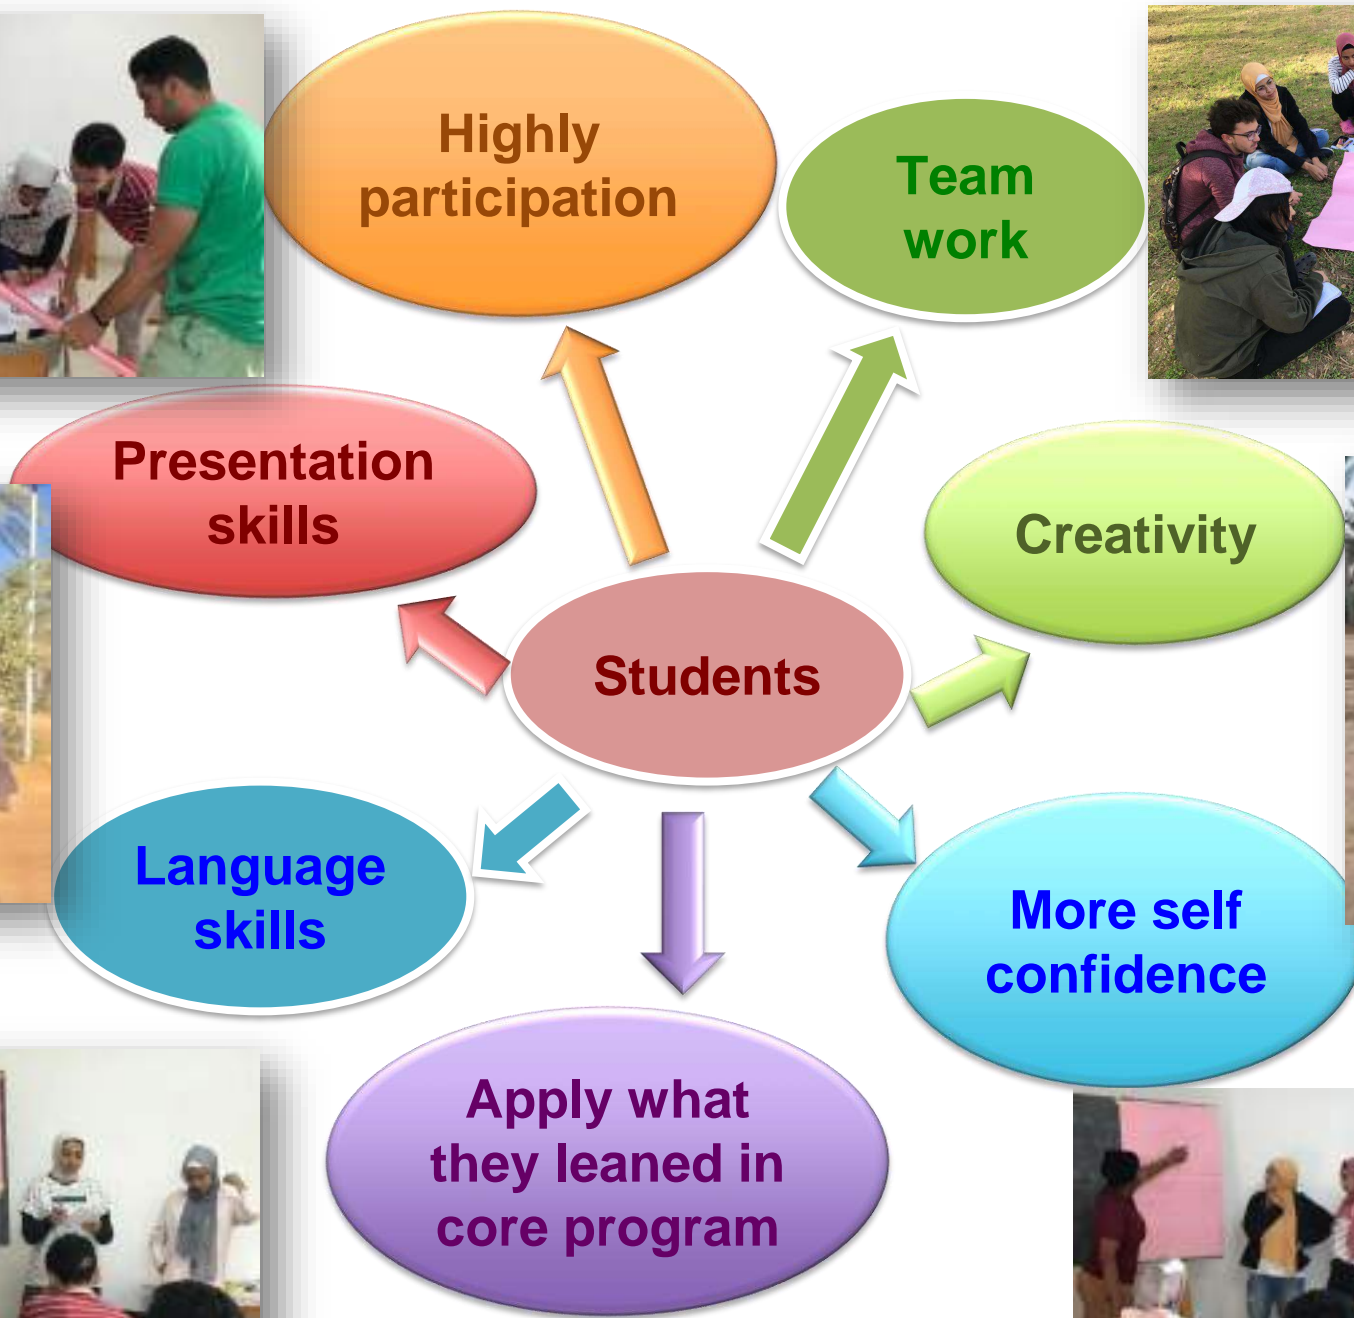 Highly
participation
Team
work
Presentation
skills
Creativity
Students
Language
skills
More self
confidence
Apply what
they leaned in
core program